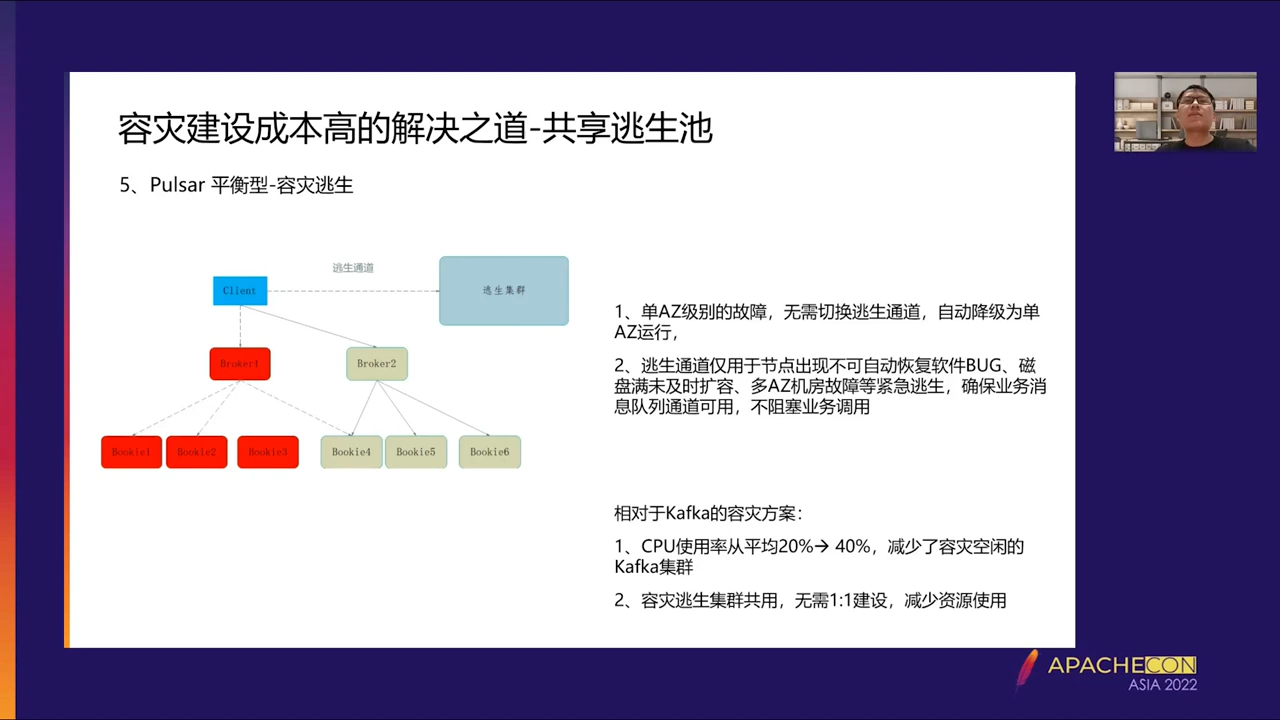 容灾建设成本高的解决之道-共享逃生池
5、Pulsar 平衡型-容灾逃生
逃生通道
Client
逃生集群
Broker1
Broker2
Bookie1
Bookie2
Bookie3
Bookie4
Bookie5
Bookie6
1、单AZ级别的故障，无需切换逃生通道，自动降级为单
AZ运行，
2、逃生通道仅用于节点出现不可自动恢复软件BUG、磁
盘满未及时扩容、多AZ机房故障等紧急逃生，确保业务消
息队列通道可用，不阻塞业务调用
相对于Kafka的容灾方案：
1、CPU使用率从平均20%→ 40%，减少了容灾空闲的
Kafka集群
2、容灾逃生集群共用，无需1:1建设，减少资源使用
APACHECON
ASIA 2022